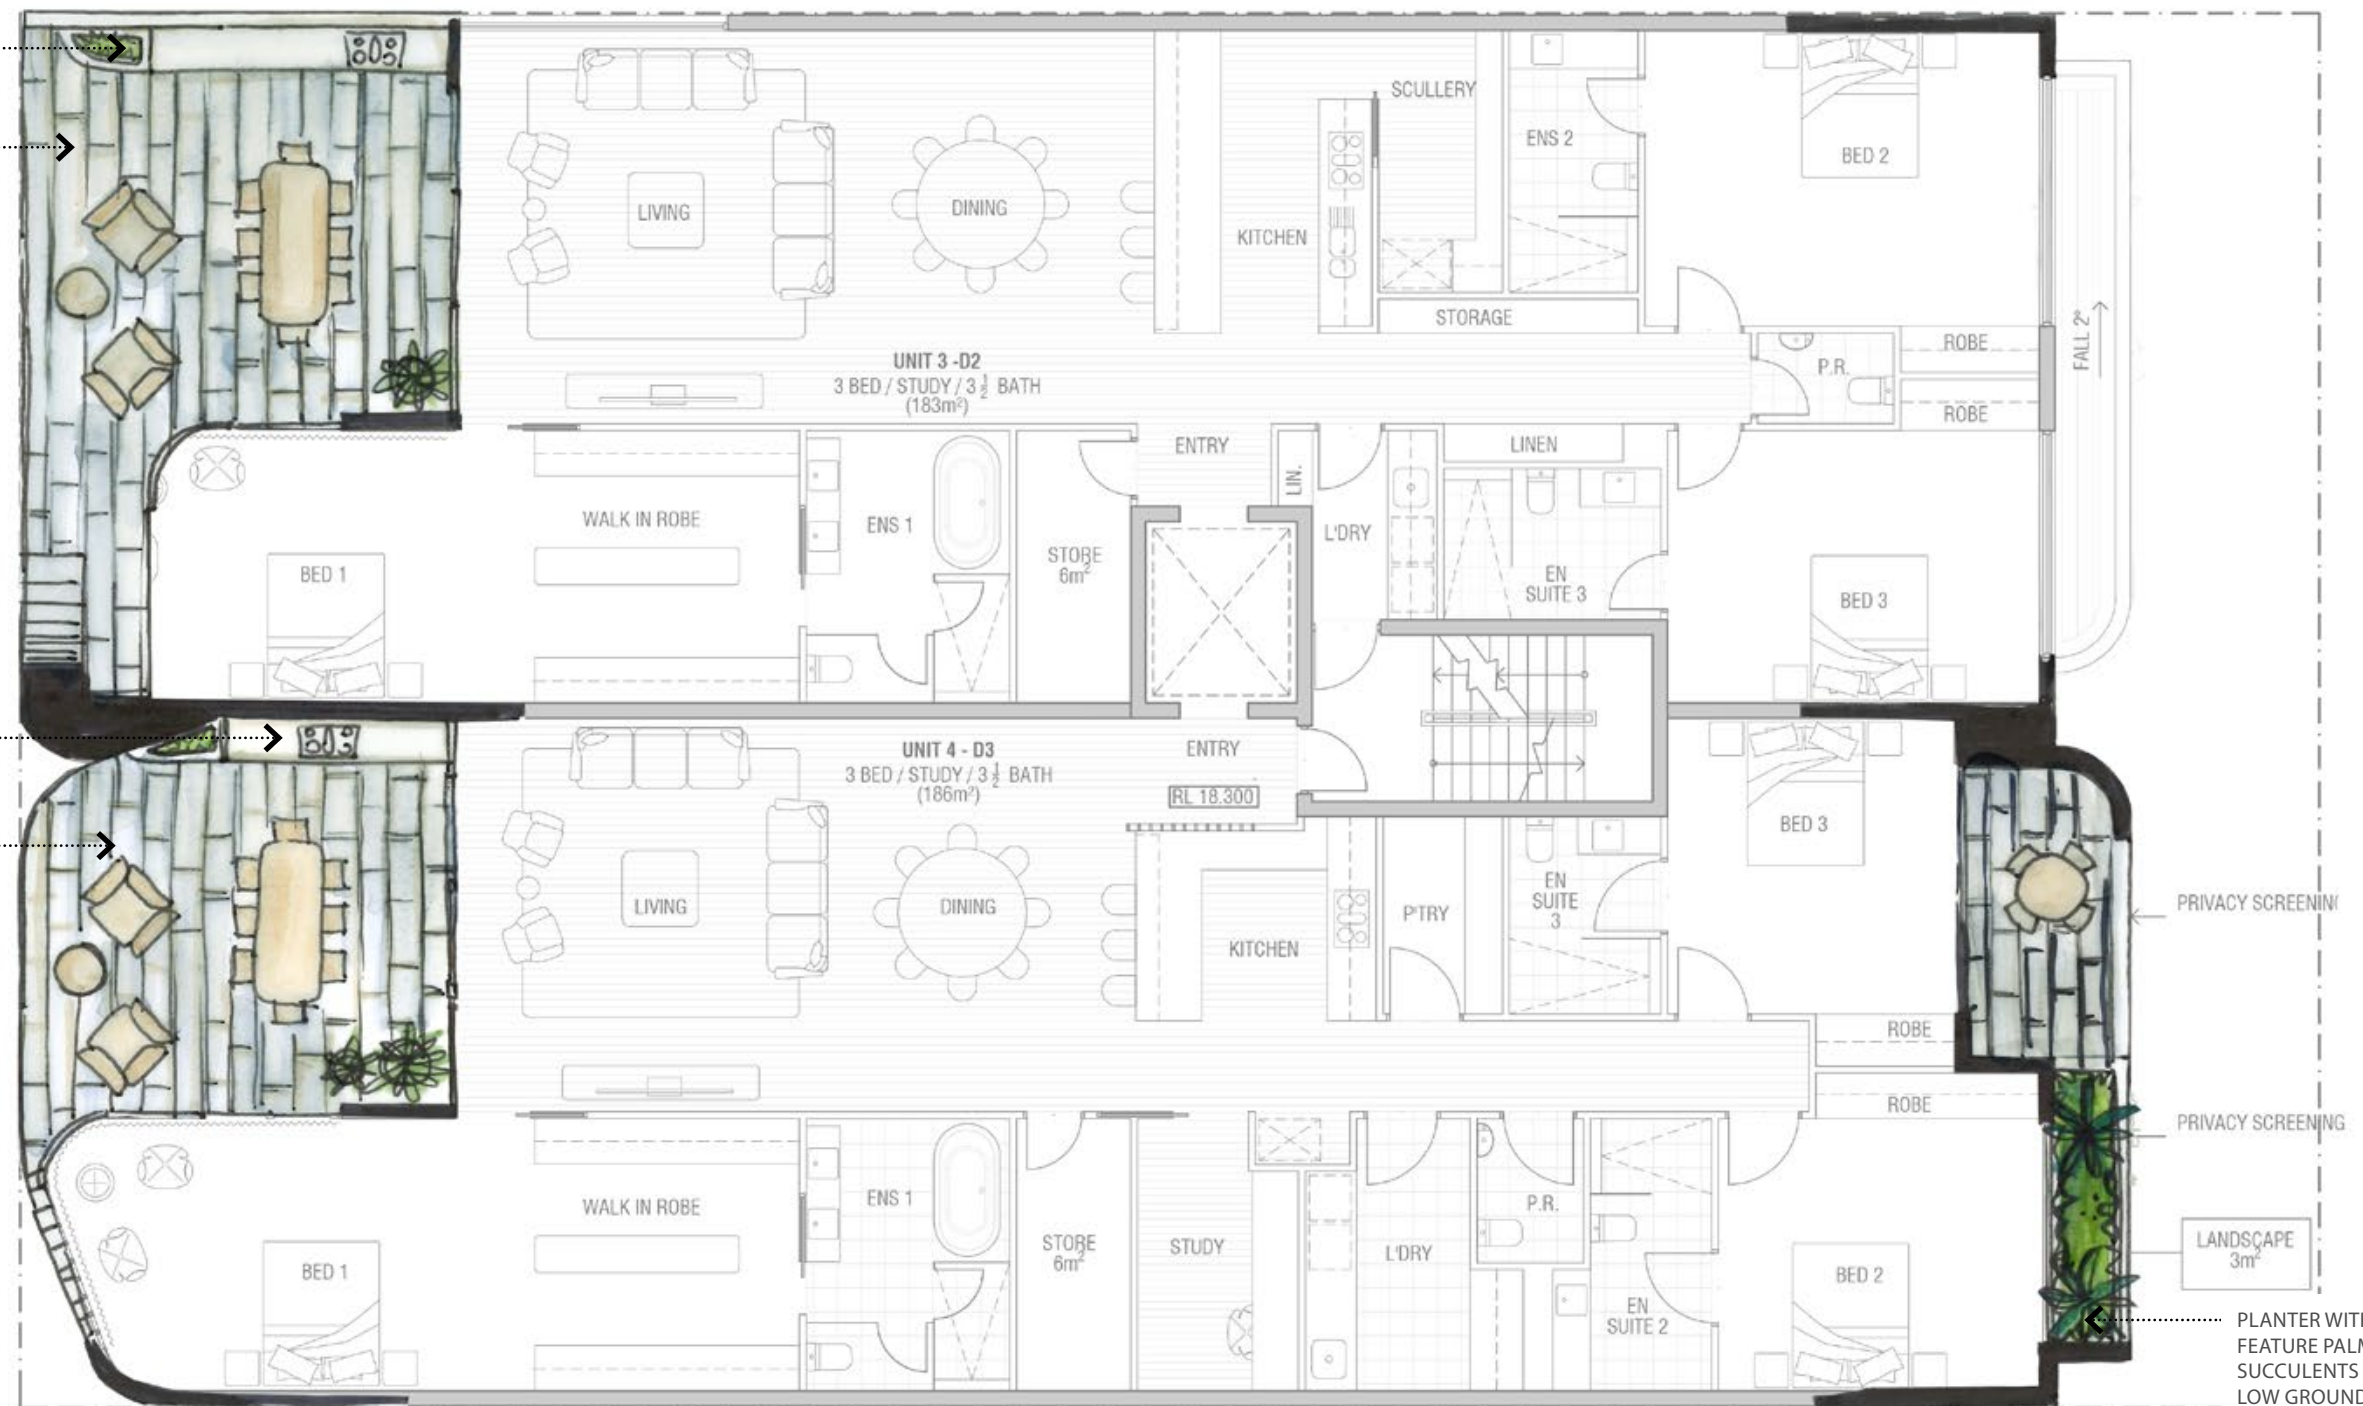 SCULLERY
ENS 2
BED 2
LIVING
DINING
KITCHEN
STORAGE
UNIT 3 -D2
3 BED / STUDY / 3 ½ BATH
(183m²)
P.R.
ROBE
ROBE
FALL 2°
ENTRY
LIN.
LINEN
WALK IN ROBE
ENS 1
STORE
6m²
L'DRY
EN
SUITE 3
BED 1
BED 3
UNIT 4 - D3
3 BED / STUDY / 3 ½ BATH
(186m²)
ENTRY
RL 18.300
BED 3
LIVING
DINING
KITCHEN
P'TRY
EN
SUITE
3
PRIVACY SCREENING
ROBE
ROBE
PRIVACY SCREENING
WALK IN ROBE
ENS 1
STORE
6m²
STUDY
L'DRY
P.R.
EN
SUITE 2
BED 1
BED 2
LANDSCAPE
3m²
PLANTER WITH
FEATURE PALM
SUCCULENTS
LOW GROUND